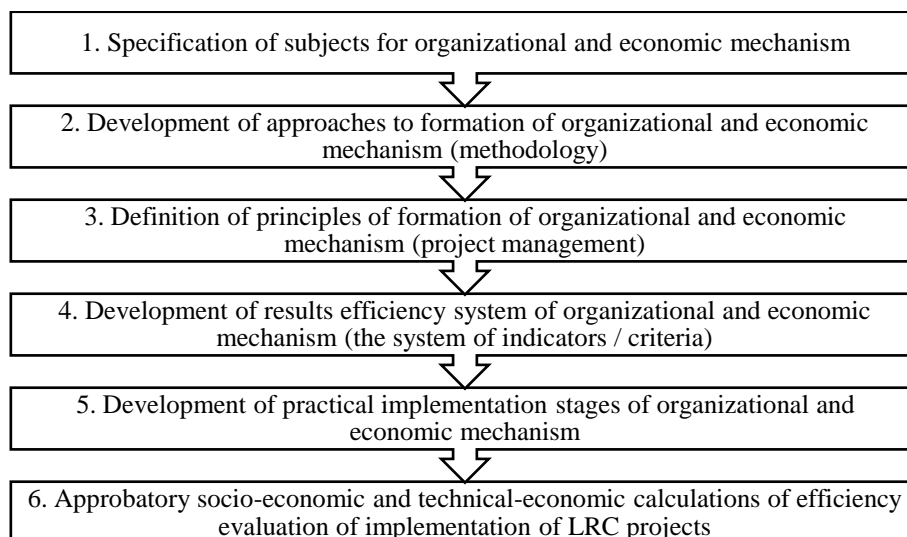 1. Specification of subjects for organizational and economic mechanism
2. Development of approaches to formation of organizational and economic
mechanism (methodology)
3. Definition of principles of formation of organizational and economic
mechanism (project management)
4. Development of results efficiency system of organizational and economic
mechanism (the system of indicators / criteria)
5. Development of practical implementation stages of organizational and
economic mechanism
6. Approbatory socio-economic and technical-economic calculations of efficiency
evaluation of implementation of LRC projects